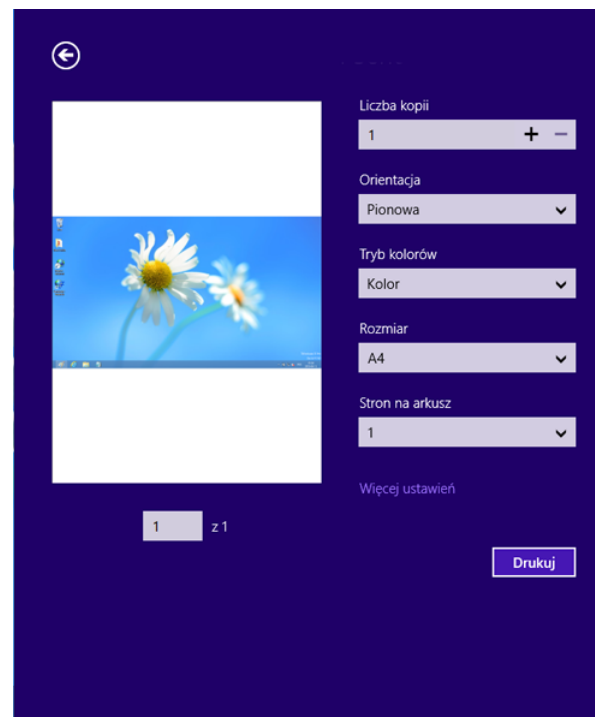 Liczba kopii
1
Orientacja
Pionowa
Tryb kolorów
Kolor
Rozmiar
A4
Stron na arkusz
1
Więcej ustawień
1 z 1
Drukuj